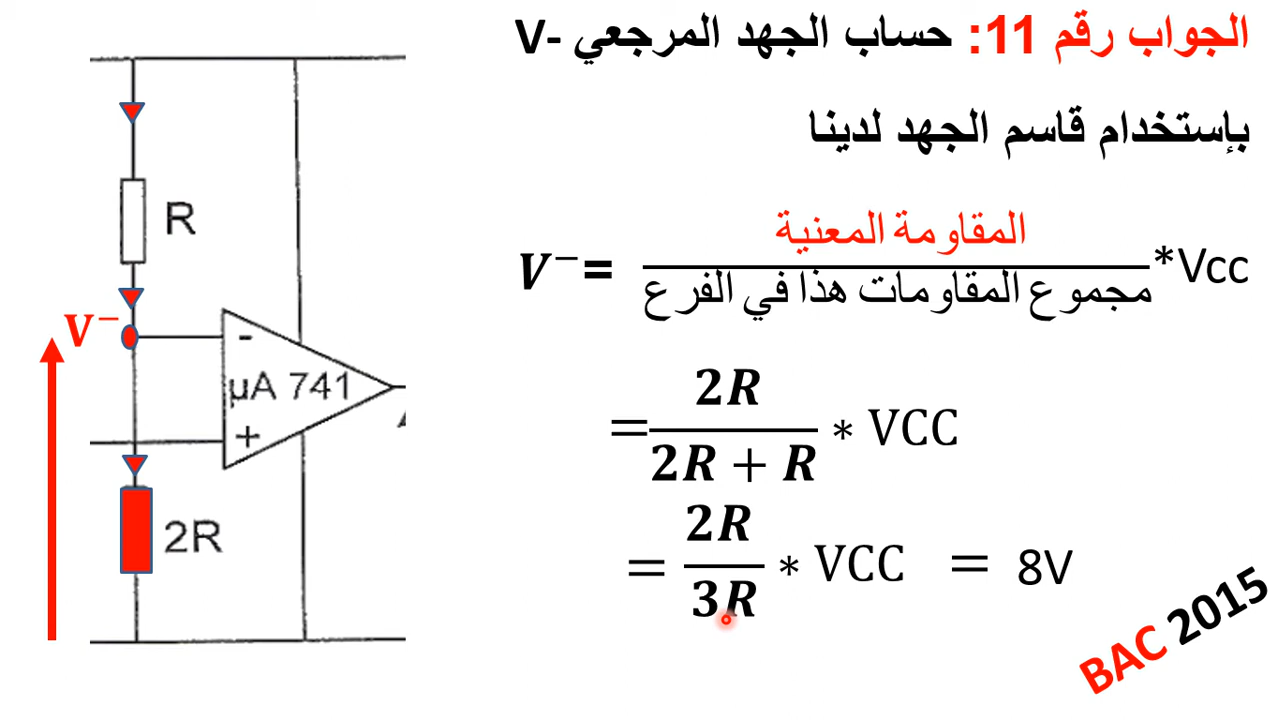 الجواب رقم 11: حساب الجهد المرجعي V-
بإستخدام قاسم الجهد لدينا
V⁻= المقاومة المعنية / مجموع المقاومات هذا في الفرع *Vcc
= 2R / 2R + R * VCC
= 2R / 3R * VCC = 8V
BAC 2015
R
V⁻
-
µA 741
+
2R